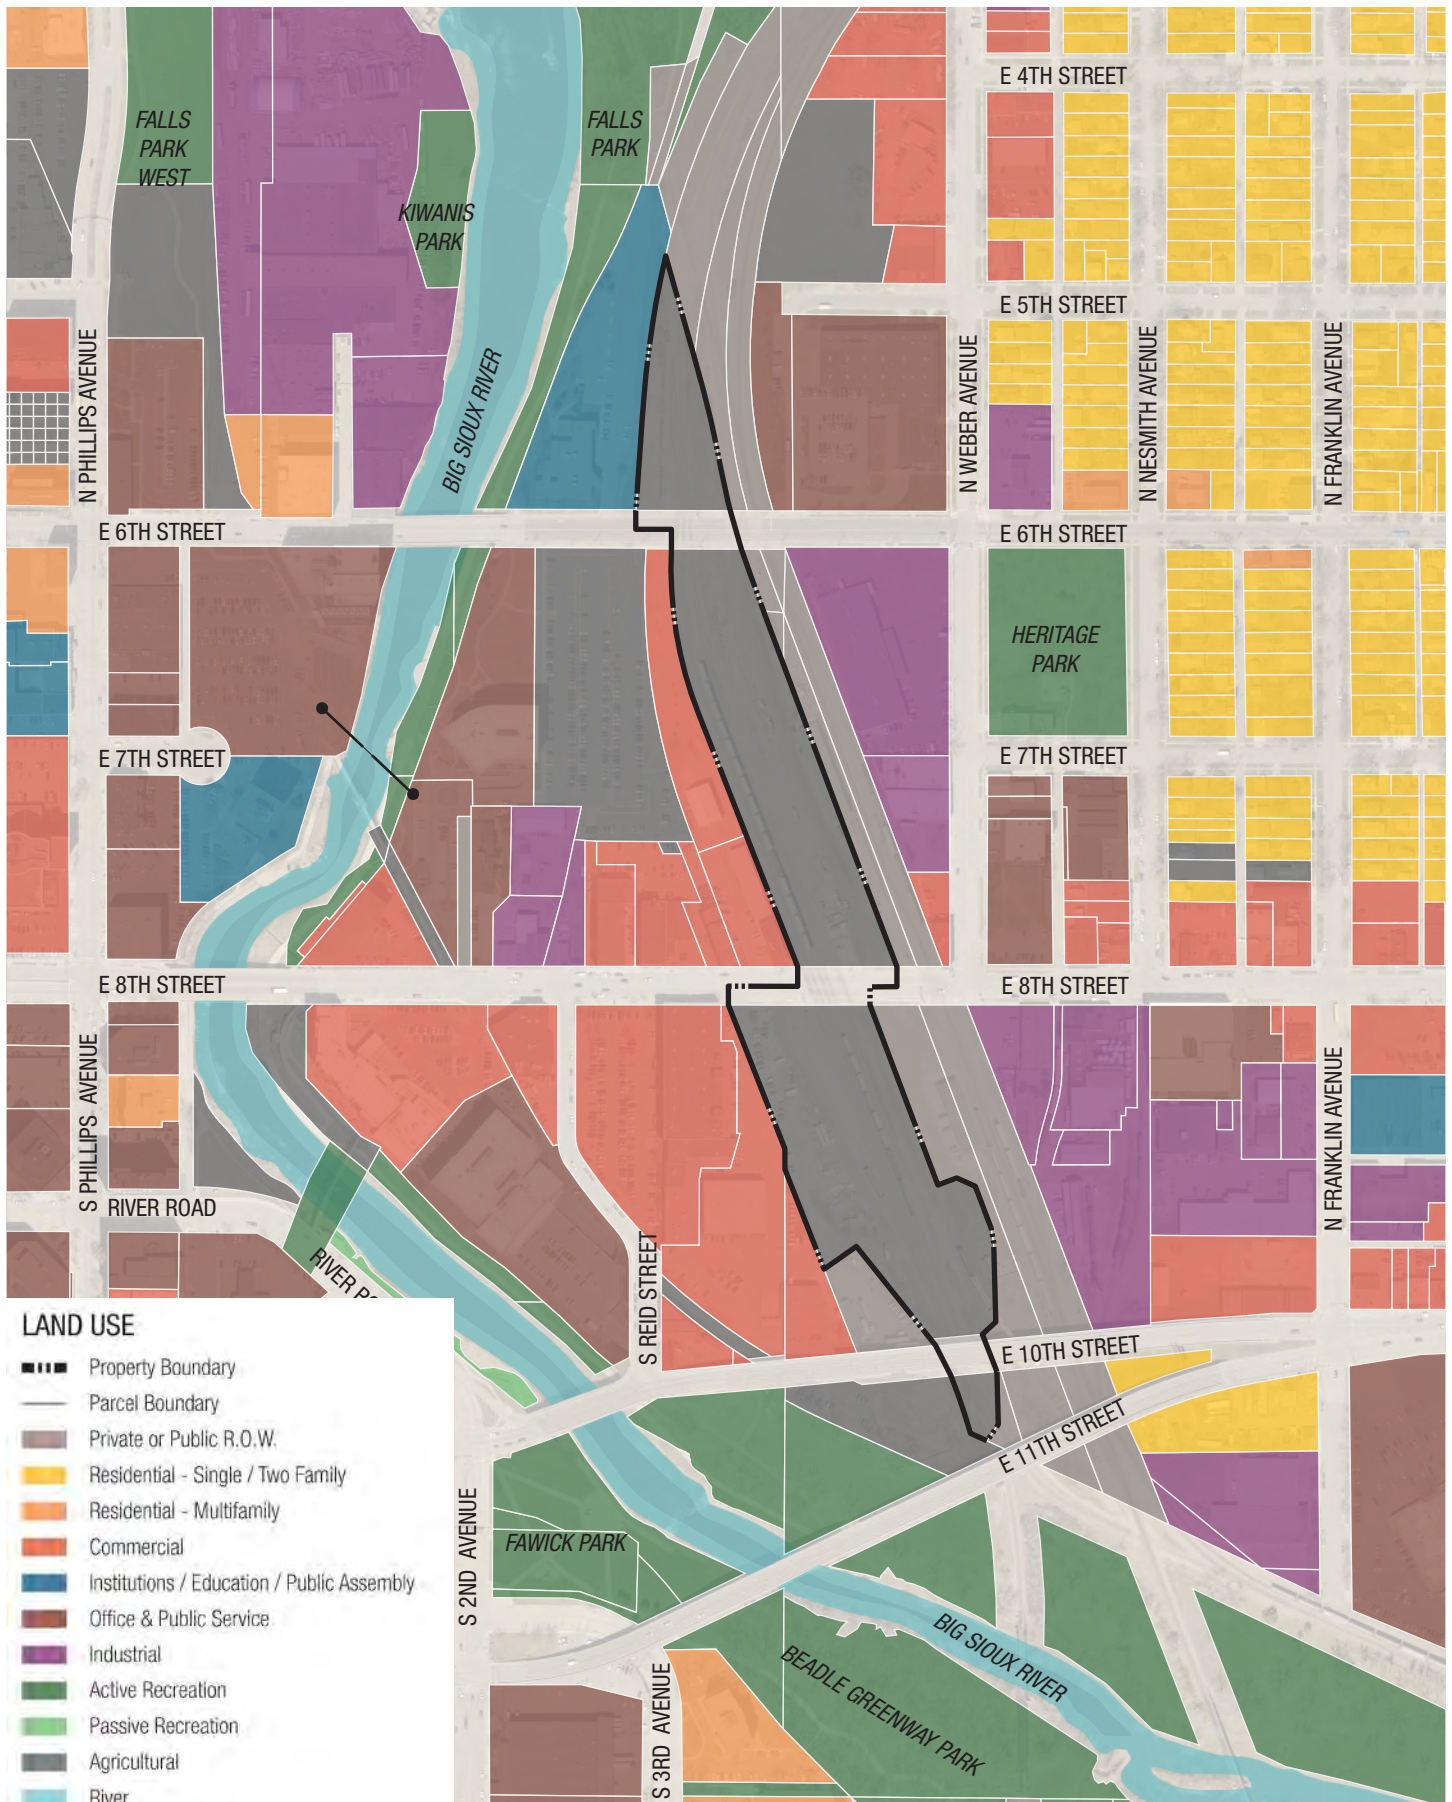 E 4TH STREET
FALLS
PARK
WEST
FALLS
PARK
KIWANIS
PARK
E 5TH STREET
N PHILLIPS AVENUE
BIG SIOUX RIVER
N WEBER AVENUE
N NESMITH AVENUE
N FRANKLIN AVENUE
E 6TH STREET
E 6TH STREET
HERITAGE
PARK
E 7TH STREET
E 7TH STREET
E 8TH STREET
E 8TH STREET
S PHILLIPS AVENUE
N FRANKLIN AVENUE
RIVER ROAD
RIVER RO
S REID STREET
E 10TH STREET
E 11TH STREET
S 2ND AVENUE
FAWICK PARK
BIG SIOUX RIVER
BEADLE GREENWAY PARK
S 3RD AVENUE
LAND USE
Property Boundary
Parcel Boundary
Private or Public R.O.W.
Residential - Single / Two Family
Residential - Multifamily
Commercial
Institutions / Education / Public Assembly
Office & Public Service
Industrial
Active Recreation
Passive Recreation
Agricultural
River